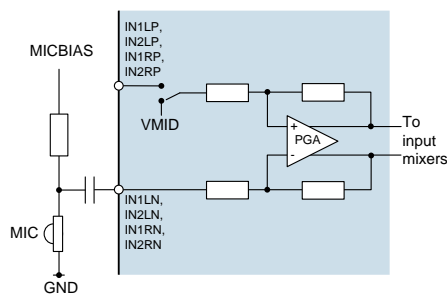 IN1LP,
IN2LP,
IN1RP,
IN2RP
MICBIAS
VMID
+
PGA
-
To
input
mixers
IN1LN,
IN2LN,
IN1RN,
IN2RN
MIC
GND